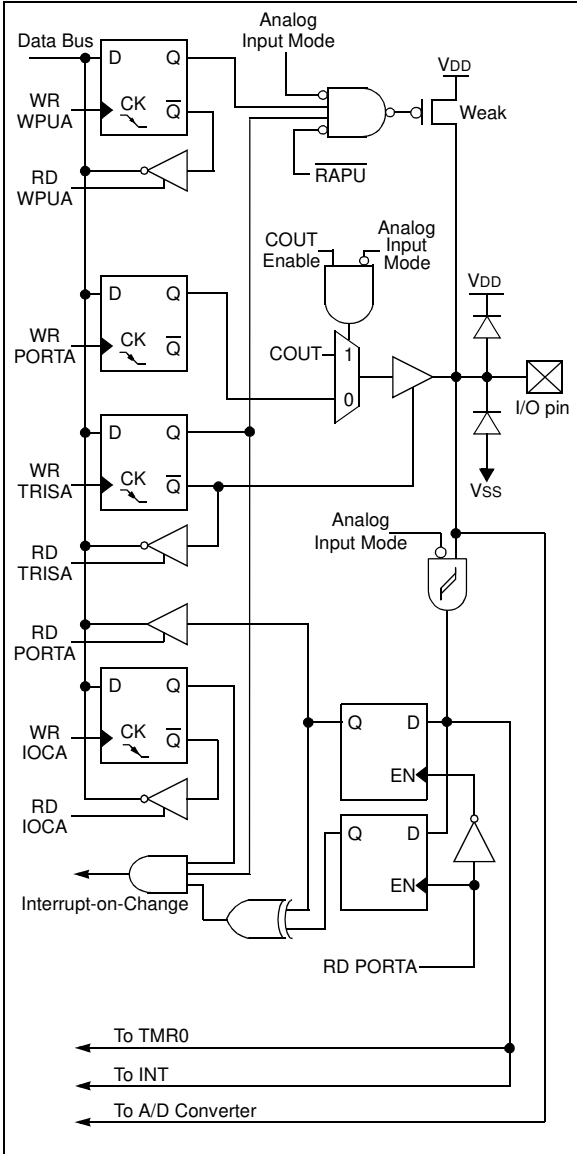 Data Bus
D
Q
CK
Q
WR
WPUA
RD
WPUA
Analog
Input Mode
RAPU
VDD
Weak
COUT
Enable
Analog
Input
Mode
D
Q
CK
Q
WR
PORTA
COUT
1
0
VDD
I/O pin
VSS
D
Q
CK
Q
WR
TRISA
RD
TRISA
Analog
Input Mode
RD
PORTA
D
Q
CK
Q
WR
IOCA
RD
IOCA
Q
D
EN
Q
D
EN
Interrupt-on-Change
RD PORTA
To TMR0
To INT
To A/D Converter